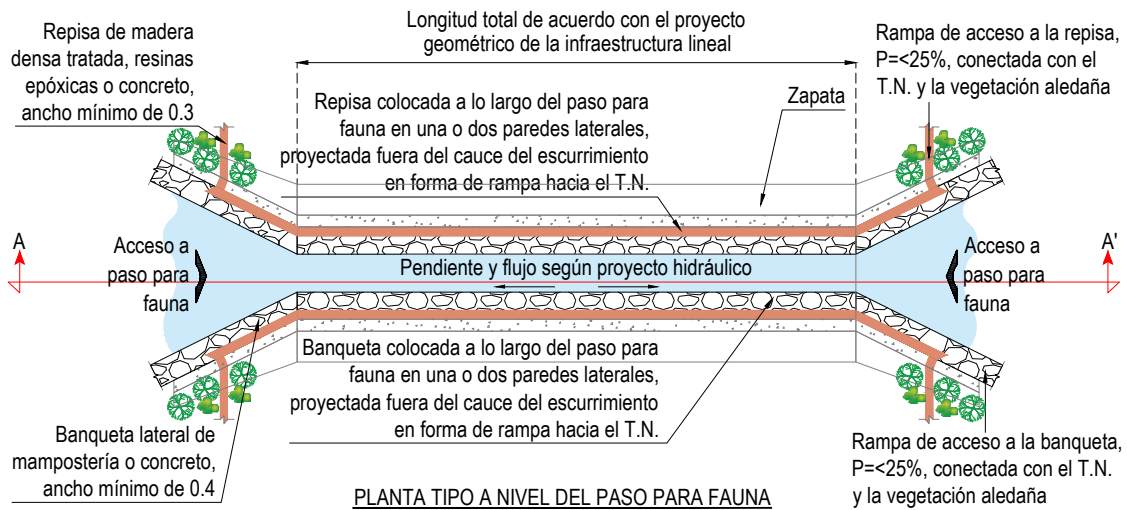 Repisa de madera
densa tratada, resinas
epóxicas o concreto,
ancho mínimo de 0.3
Longitud total de acuerdo con el proyecto
geométrico de la infraestructura lineal
Rampa de acceso a la repisa,
P=<25%, conectada con el
T.N. y la vegetación aledaña
Repisa colocada a lo largo del paso para
fauna en una o dos paredes laterales,
proyectada fuera del cauce del escurrimiento
en forma de rampa hacia el T.N.
Zapata
A
Acceso a
paso para
fauna
Pendiente y flujo según proyecto hidráulico
Acceso a
paso para
fauna
A'
Banqueta colocada a lo largo del paso para
fauna en una o dos paredes laterales,
proyectada fuera del cauce del escurrimiento
en forma de rampa hacia el T.N.
Banqueta lateral de
mampostería o concreto,
ancho mínimo de 0.4
Rampa de acceso a la banqueta,
P=<25%, conectada con el T.N.
y la vegetación aledaña
PLANTA TIPO A NIVEL DEL PASO PARA FAUNA